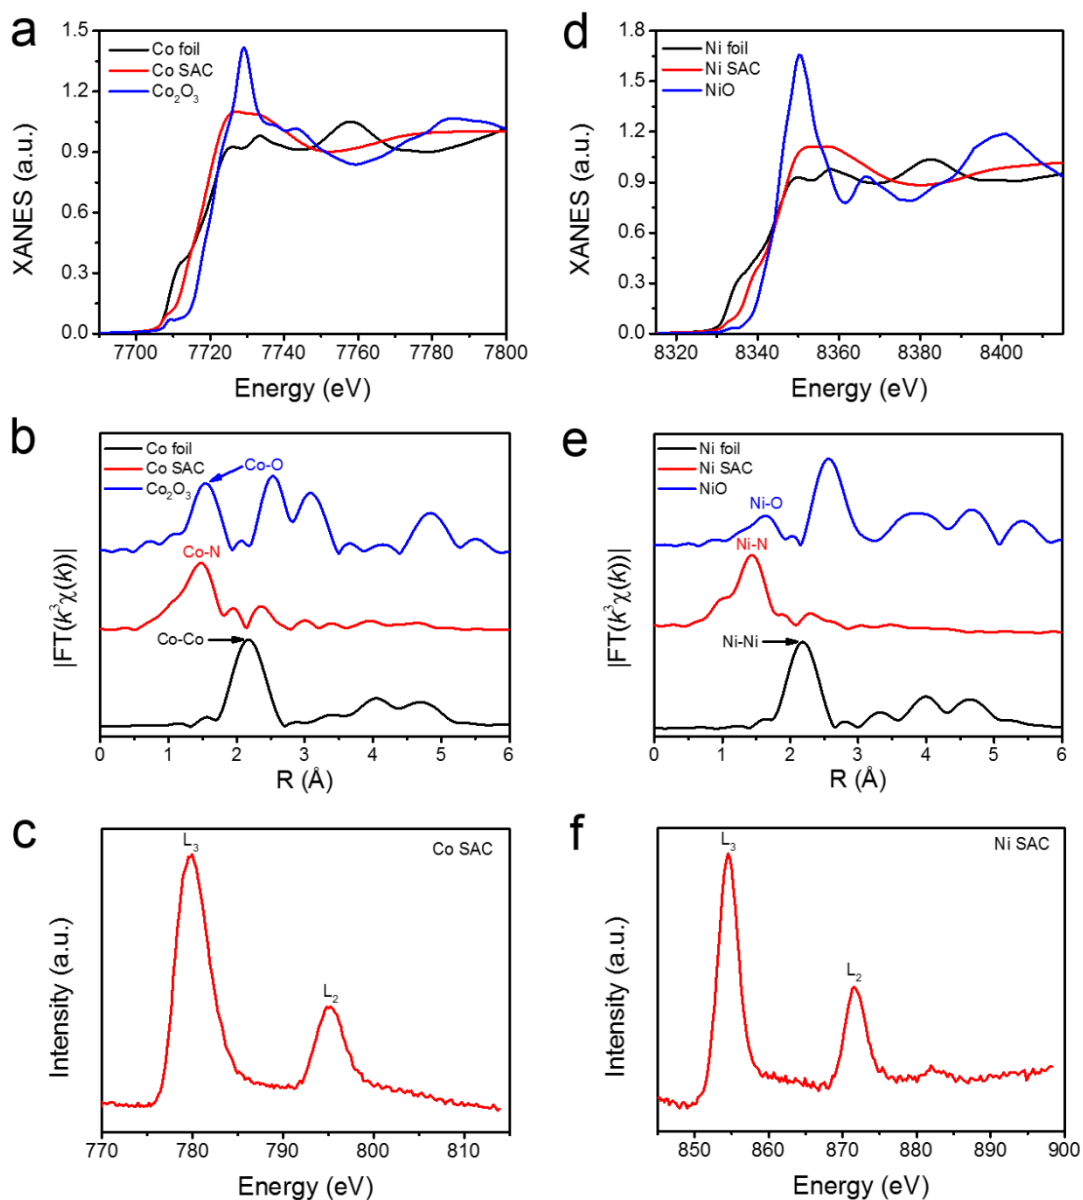 a
1.5
1.2
0.9
0.6
0.3
0.0
XANES (a.u.)
Co foil
Co SAC
Co₂O₃
7700 7720 7740 7760 7780 7800
Energy (eV)
d
1.8
1.5
1.2
0.9
0.6
0.3
0.0
XANES (a.u.)
Ni foil
Ni SAC
NiO
8320 8340 8360 8380 8400
Energy (eV)
b
|FT(k³χ(k))|
Co foil
Co SAC
Co₂O₃
Co-O
Co-N
Co-Co
0 1 2 3 4 5 6
R (Å)
e
|FT(k³χ(k))|
Ni foil
Ni SAC
NiO
Ni-O
Ni-N
Ni-Ni
0 1 2 3 4 5 6
R (Å)
c
Intensity (a.u.)
L₃
Co SAC
L₂
770 780 790 800 810
Energy (eV)
f
Intensity (a.u.)
L₃
Ni SAC
L₂
850 860 870 880 890 900
Energy (eV)